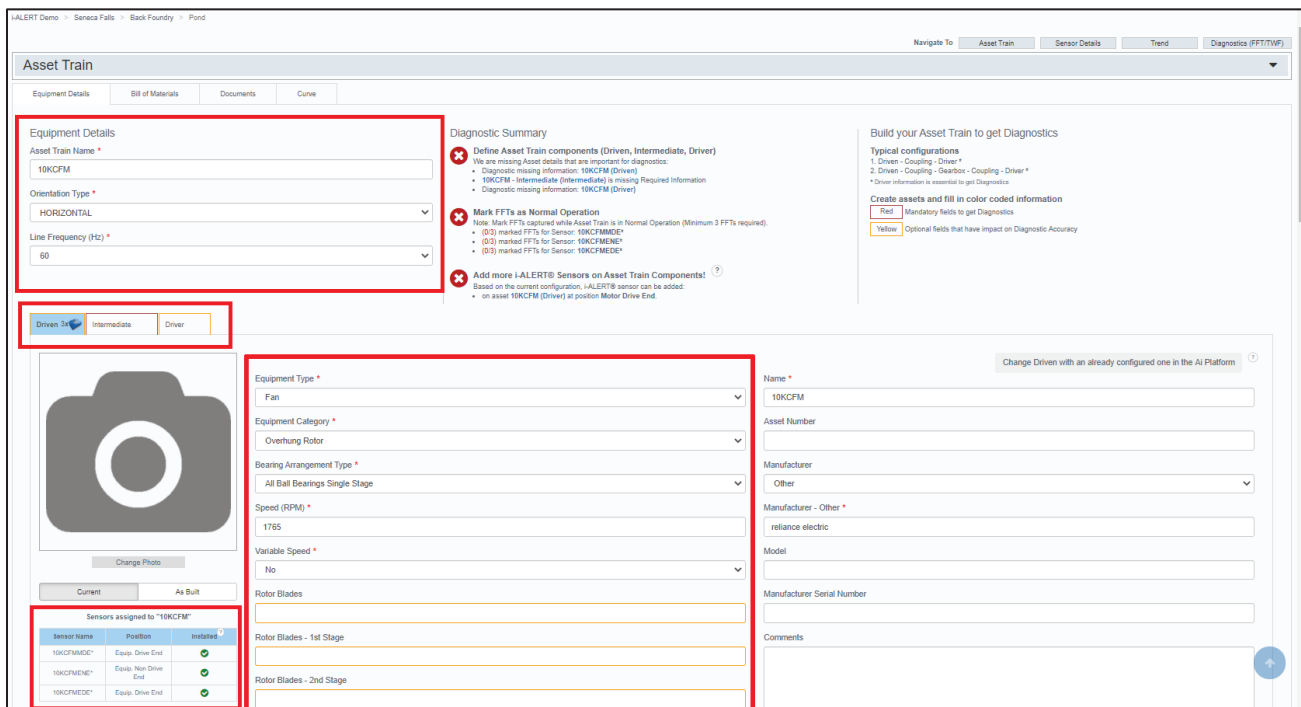 i-ALERT Demo > Seneca Falls > Back Foundry > Pond
Navigate To Asset Train Sensor Details Trend Diagnostics (FFT/TWF)
Asset Train
Equipment Details Bill of Materials Documents Curve
Equipment Details
Asset Train Name *
10KCFM
Orientation Type *
HORIZONTAL
Line Frequency (Hz) *
60
Diagnostic Summary
Define Asset Train components (Driven, Intermediate, Driver)
We are missing Asset details that are important for diagnostics:
• Diagnostic missing information: 10KCFM (Driven)
• 10KCFM - Intermediate (Intermediate) is missing Required Information
• Diagnostic missing information: 10KCFM (Driver)
Mark FFTs as Normal Operation
Note: Mark FFTs captured while Asset Train is in Normal Operation (Minimum 3 FFTs required).
• (0/3) marked FFTs for Sensor: 10KCFMMDE*
• (0/3) marked FFTs for Sensor: 10KCFMENE*
• (0/3) marked FFTs for Sensor: 10KCFMEDE*
Add more i-ALERT® Sensors on Asset Train Components! ?
Based on the current configuration, i-ALERT® sensor can be added:
• on asset 10KCFM (Driver) at position Motor Drive End.
Build your Asset Train to get Diagnostics
Typical configurations
1. Driven - Coupling - Driver *
2. Driven - Coupling - Gearbox - Coupling - Driver *
* Driver information is essential to get Diagnostics
Create assets and fill in color coded information
Red Mandatory fields to get Diagnostics
Yellow Optional fields that have impact on Diagnostic Accuracy
Driven 3x Intermediate Driver
Change Driven with an already configured one in the Ai Platform ?
Change Photo
Current As Built
Sensors assigned to "10KCFM"
Sensor Name Position Installed ?
10KCFMMDE* Equip. Drive End
10KCFMENE* Equip. Non Drive End
10KCFMEDE* Equip. Drive End
Equipment Type *
Fan
Equipment Category *
Overhung Rotor
Bearing Arrangement Type *
All Ball Bearings Single Stage
Speed (RPM) *
1765
Variable Speed *
No
Rotor Blades
Rotor Blades - 1st Stage
Rotor Blades - 2nd Stage
Name *
10KCFM
Asset Number
Manufacturer
Other
Manufacturer - Other *
reliance electric
Model
Manufacturer Serial Number
Comments